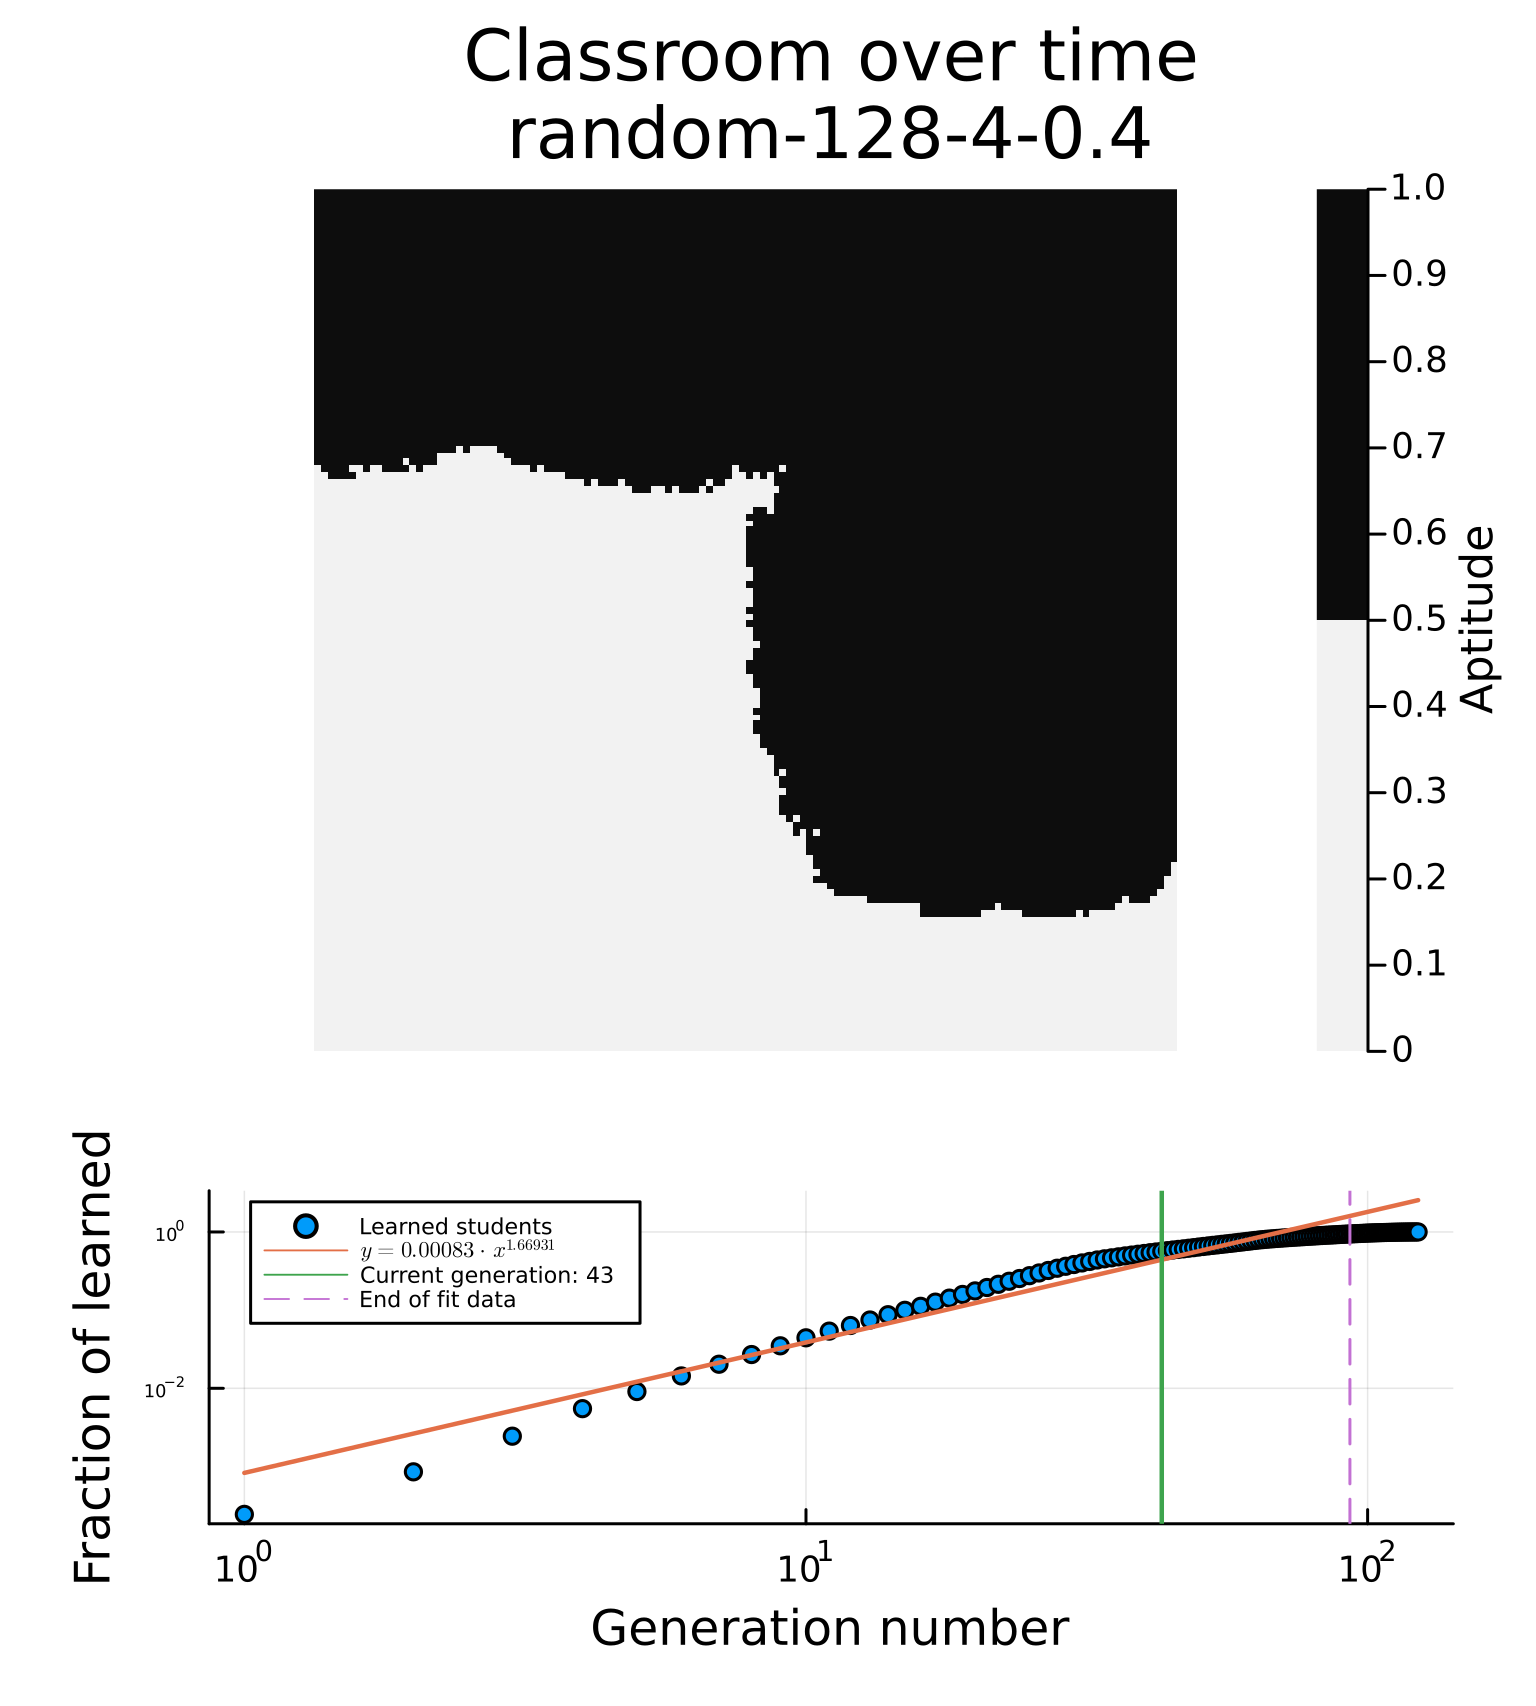 Classroom over time
random-128-4-0.4
1.0
0.9
0.8
0.7
0.6
0.5
0.4
0.3
0.2
0.1
0
Aptitude
Fraction of learned
10^0
10^−2
Learned students
y = 0.00083 · x^1.66931
Current generation: 43
End of fit data
10^0
10^1
10^2
Generation number